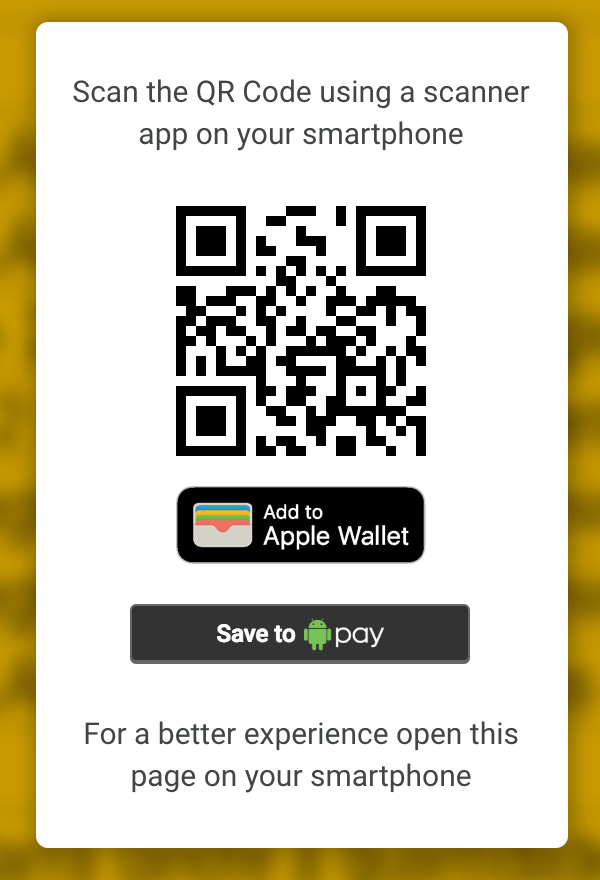 Scan the QR Code using a scanner
app on your smartphone
Add to
Apple Wallet
Save to pay
For a better experience open this
page on your smartphone